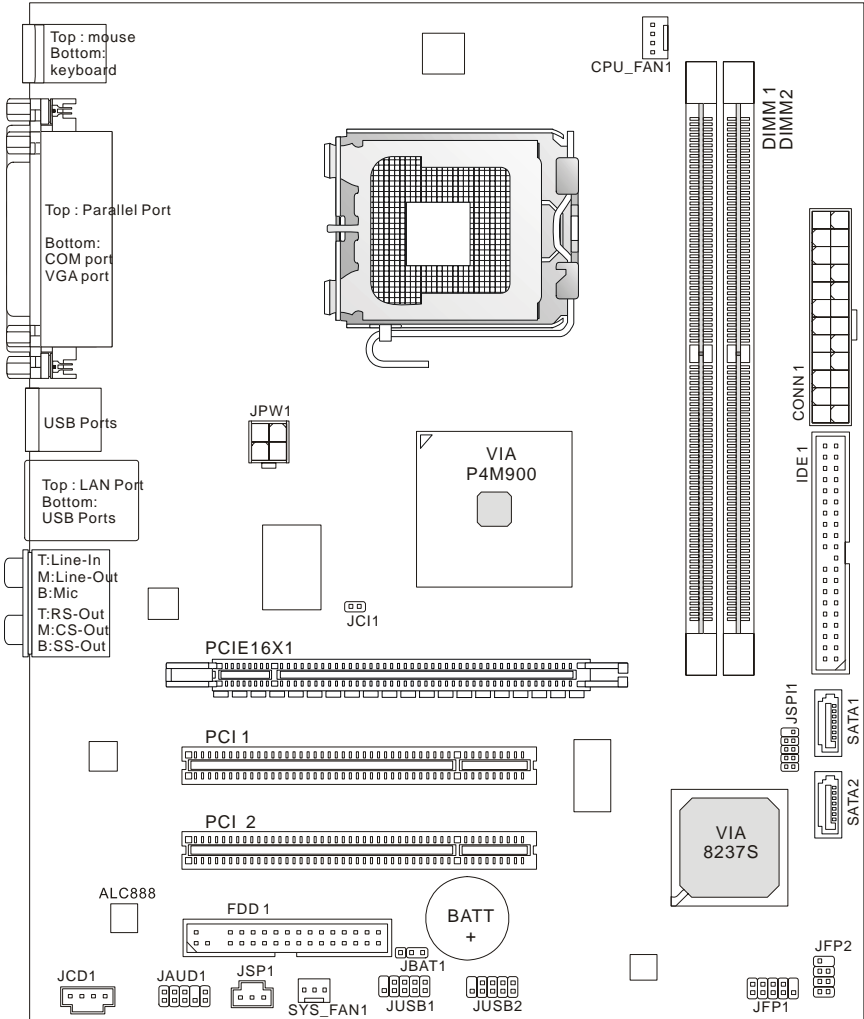 Top : mouse
Bottom:
keyboard
CPU_FAN1
DIMM 1
DIMM2
Top : Parallel Port
Bottom:
COM port
VGA port
CONN 1
USB Ports
JPW1
VIA
P4M900
IDE 1
Top : LAN Port
Bottom:
USB Ports
T:Line-In
M:Line-Out
B:Mic
T:RS-Out
M:CS-Out
B:SS-Out
JCI1
PCIE16X1
JSPI1
SATA1
PCI 1
SATA2
PCI 2
VIA
8237S
ALC888
FDD 1
BATT
+
JBAT1
JFP2
JCD1
JAUD1
JSP1
SYS_FAN1
JUSB1
JUSB2
JFP1